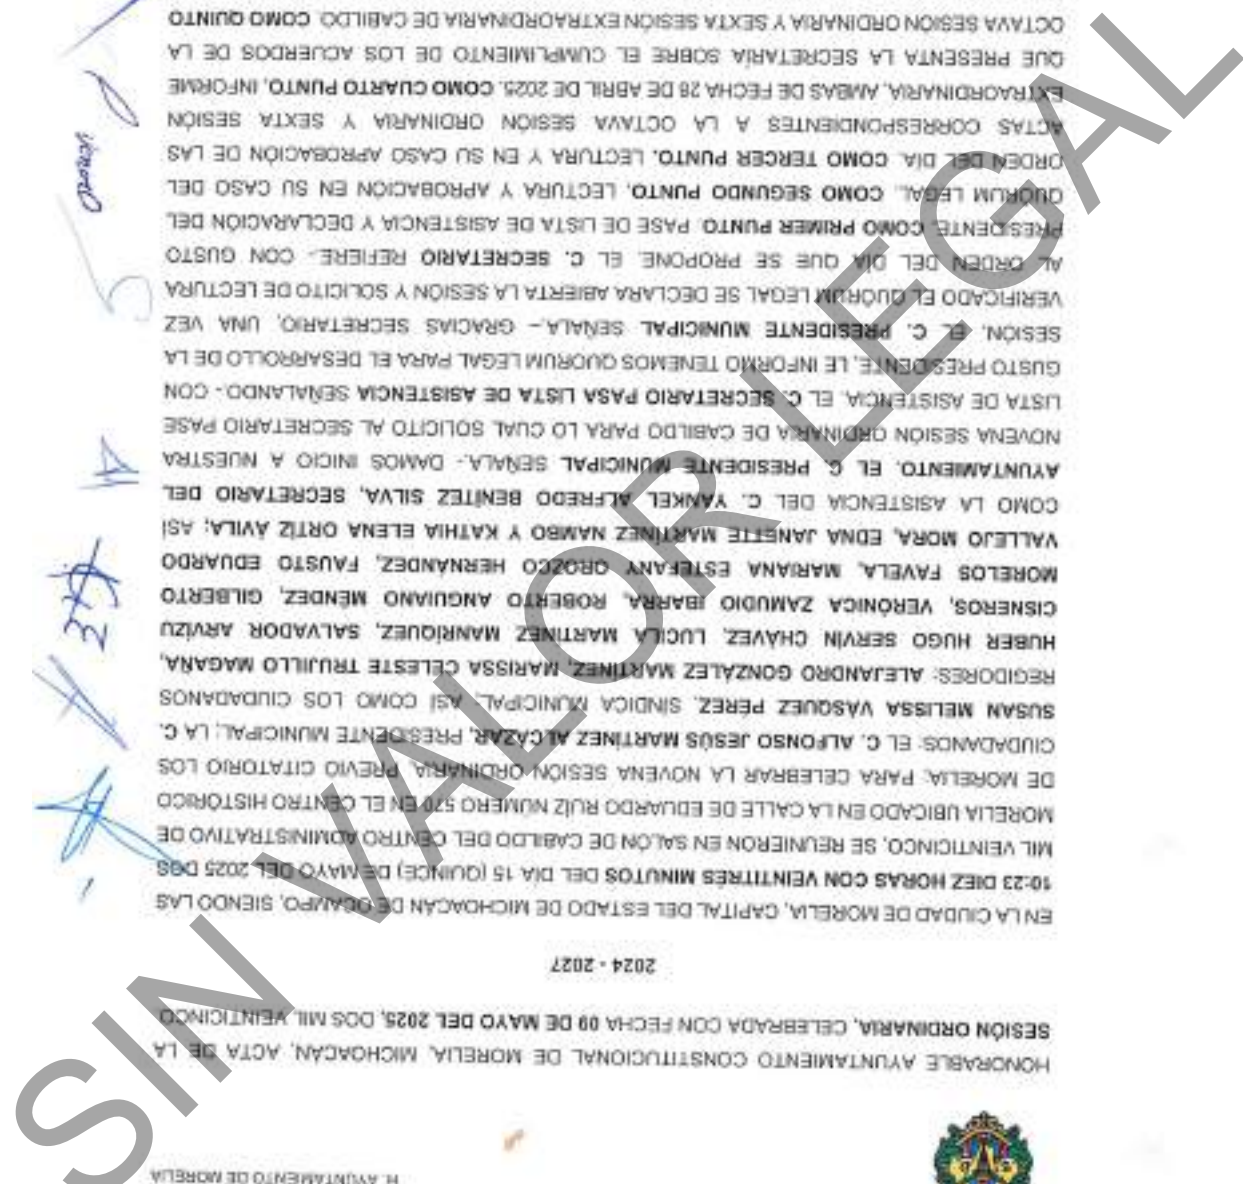 H. AYUNTAMIENTO DE MORELIA
HONORABLE AYUNTAMIENTO CONSTITUCIONAL DE MORELIA, MICHOACÁN, ACTA DE LA
SESIÓN ORDINARIA, CELEBRADA CON FECHA 09 DE MAYO DEL 2025, DOS MIL VEINTICINCO
2024 - 2027
EN LA CIUDAD DE MORELIA, CAPITAL DEL ESTADO DE MICHOACÁN DE OCAMPO, SIENDO LAS
10:23 DIEZ HORAS CON VEINTITRES MINUTOS DEL DÍA 15 (QUINCE) DE MAYO DEL 2025 DOS
MIL VEINTICINCO, SE REUNIERON EN SALÓN DE CABILDO DEL CENTRO ADMINISTRATIVO DE
MORELIA UBICADO EN LA CALLE DE EDUARDO RUÍZ NÚMERO 570 EN EL CENTRO HISTÓRICO
DE MORELIA; PARA CELEBRAR LA NOVENA SESIÓN ORDINARIA, PREVIO CITATORIO LOS
CIUDADANOS: EL C. ALFONSO JESÚS MARTÍNEZ ALCÁZAR, PRESIDENTE MUNICIPAL; LA C.
SUSAN MELISSA VÁSQUEZ PÉREZ, SINDICA MUNICIPAL; ASÍ COMO LOS CIUDADANOS
REGIDORES: ALEJANDRO GONZÁLEZ MARTÍNEZ, MARISSA CELESTE TRUJILLO MAGAÑA,
HUBER HUGO SERVÍN CHÁVEZ, LUCILA MARTÍNEZ MANRÍQUEZ, SALVADOR ARVÍZU
CISNEROS, VERÓNICA ZAMUDIO IBARRA, ROBERTO ANGUIANO MÉNDEZ, GILBERTO
MORELOS FAVELA, MARIANA ESTEFANY OROZCO HERNÁNDEZ, FAUSTO EDUARDO
VALLEJO MORA, EDNA JANETTE MARTÍNEZ NAMBO Y KATHIA ELENA ORTÍZ ÁVILA; ASÍ
COMO LA ASISTENCIA DEL C. YANKEL ALFREDO BENÍTEZ SILVA, SECRETARIO DEL
AYUNTAMIENTO. EL C. PRESIDENTE MUNICIPAL SEÑALA.- DAMOS INICIO A NUESTRA
NOVENA SESIÓN ORDINARIA DE CABILDO PARA LO CUAL SOLICITO AL SECRETARIO PASE
LISTA DE ASISTENCIA. EL C. SECRETARIO PASA LISTA DE ASISTENCIA SEÑALANDO.- CON
GUSTO PRESIDENTE, LE INFORMO TENEMOS QUORUM LEGAL PARA EL DESARROLLO DE LA
SESIÓN. EL C. PRESIDENTE MUNICIPAL SEÑALA.- GRACIAS SECRETARIO, UNA VEZ
VERIFICADO EL QUÓRUM LEGAL SE DECLARA ABIERTA LA SESIÓN Y SOLICITO DE LECTURA
AL ORDEN DEL DÍA QUE SE PROPONE. EL C. SECRETARIO REFIERE.- CON GUSTO
PRESIDENTE. COMO PRIMER PUNTO. PASE DE LISTA DE ASISTENCIA Y DECLARACIÓN DEL
QUÓRUM LEGAL. COMO SEGUNDO PUNTO. LECTURA Y APROBACIÓN EN SU CASO DEL
ORDEN DEL DÍA. COMO TERCER PUNTO. LECTURA Y EN SU CASO APROBACIÓN DE LAS
ACTAS CORRESPONDIENTES A LA OCTAVA SESIÓN ORDINARIA Y SEXTA SESIÓN
EXTRAORDINARIA, AMBAS DE FECHA 28 DE ABRIL DE 2025. COMO CUARTO PUNTO. INFORME
QUE PRESENTA LA SECRETARÍA SOBRE EL CUMPLIMIENTO DE LOS ACUERDOS DE LA
OCTAVA SESIÓN ORDINARIA Y SEXTA SESIÓN EXTRAORDINARIA DE CABILDO. COMO QUINTO
SIN VALOR LEGAL